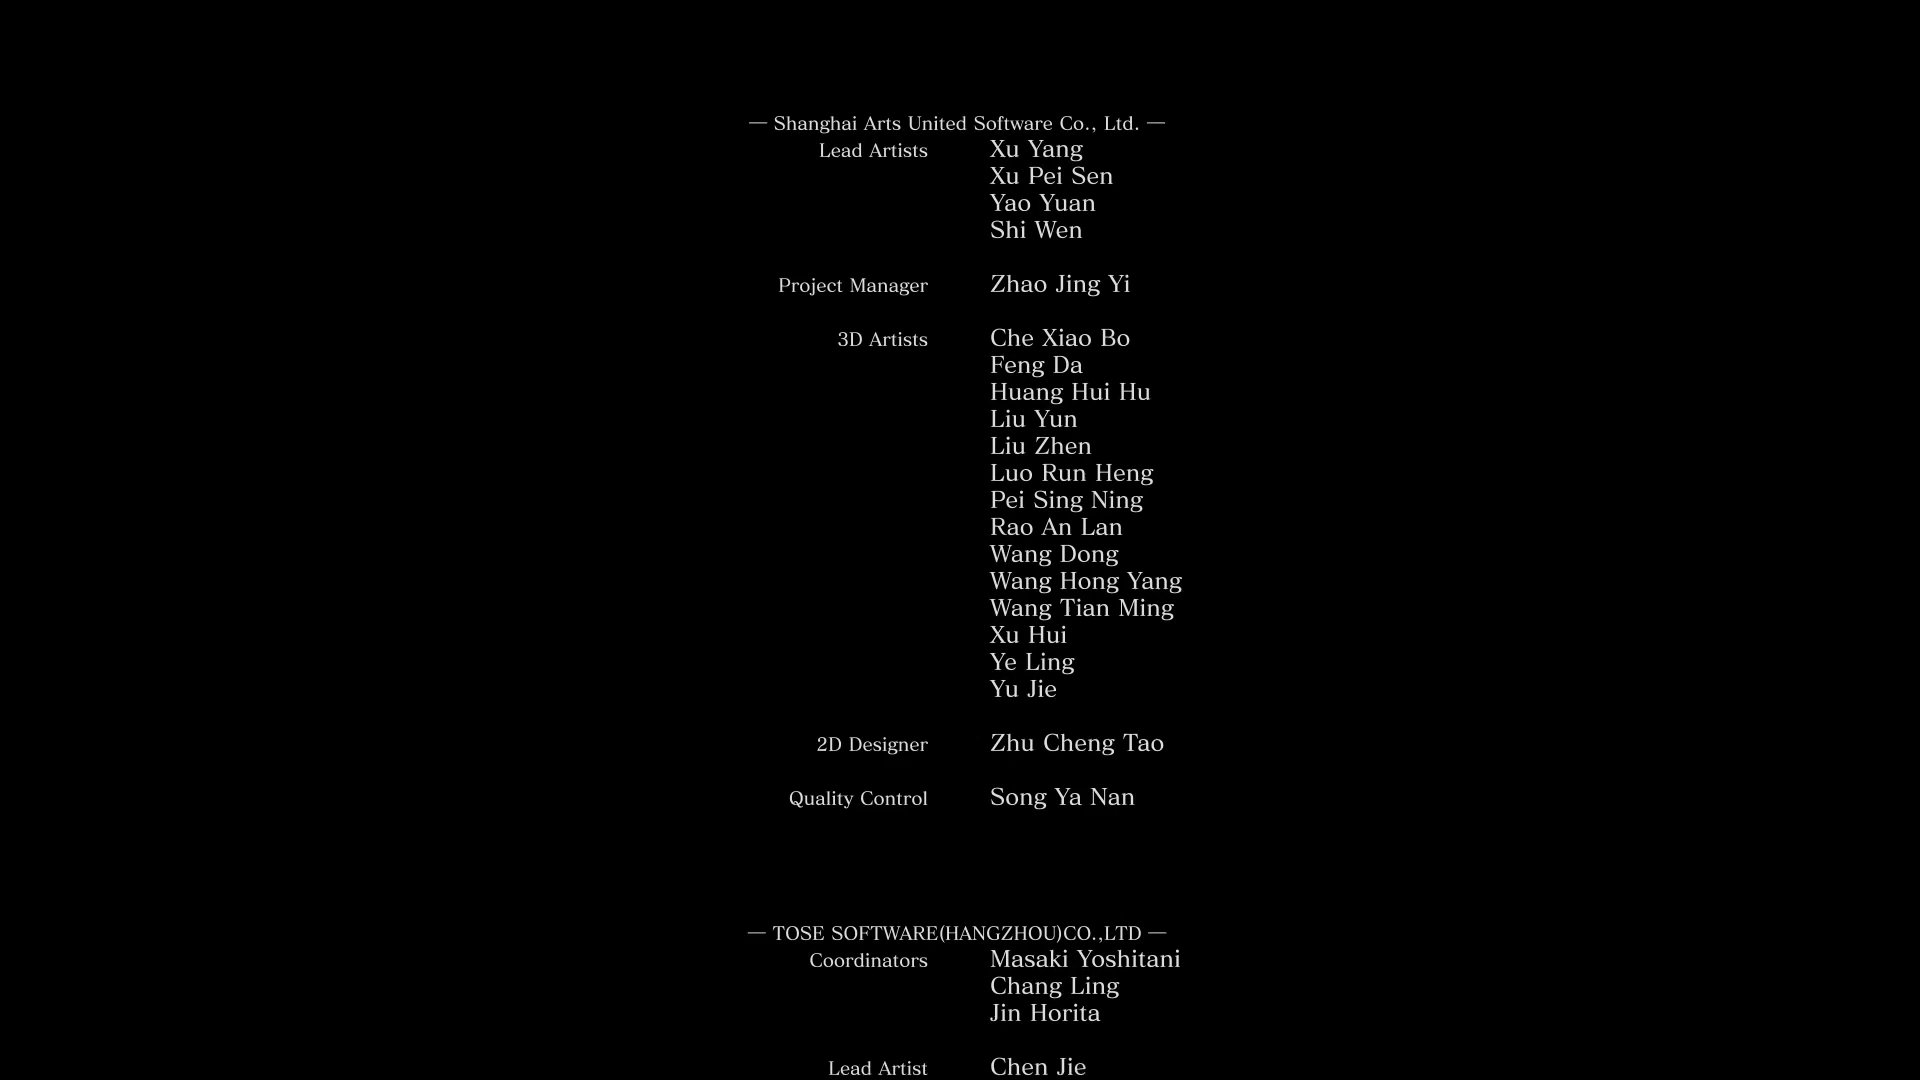 — Shanghai Arts United Software Co., Ltd. —
Lead Artists Xu Yang
Xu Pei Sen
Yao Yuan
Shi Wen
Project Manager Zhao Jing Yi
3D Artists Che Xiao Bo
Feng Da
Huang Hui Hu
Liu Yun
Liu Zhen
Luo Run Heng
Pei Sing Ning
Rao An Lan
Wang Dong
Wang Hong Yang
Wang Tian Ming
Xu Hui
Ye Ling
Yu Jie
2D Designer Zhu Cheng Tao
Quality Control Song Ya Nan
— TOSE SOFTWARE(HANGZHOU)CO.,LTD —
Coordinators Masaki Yoshitani
Chang Ling
Jin Horita
Lead Artist Chen Jie